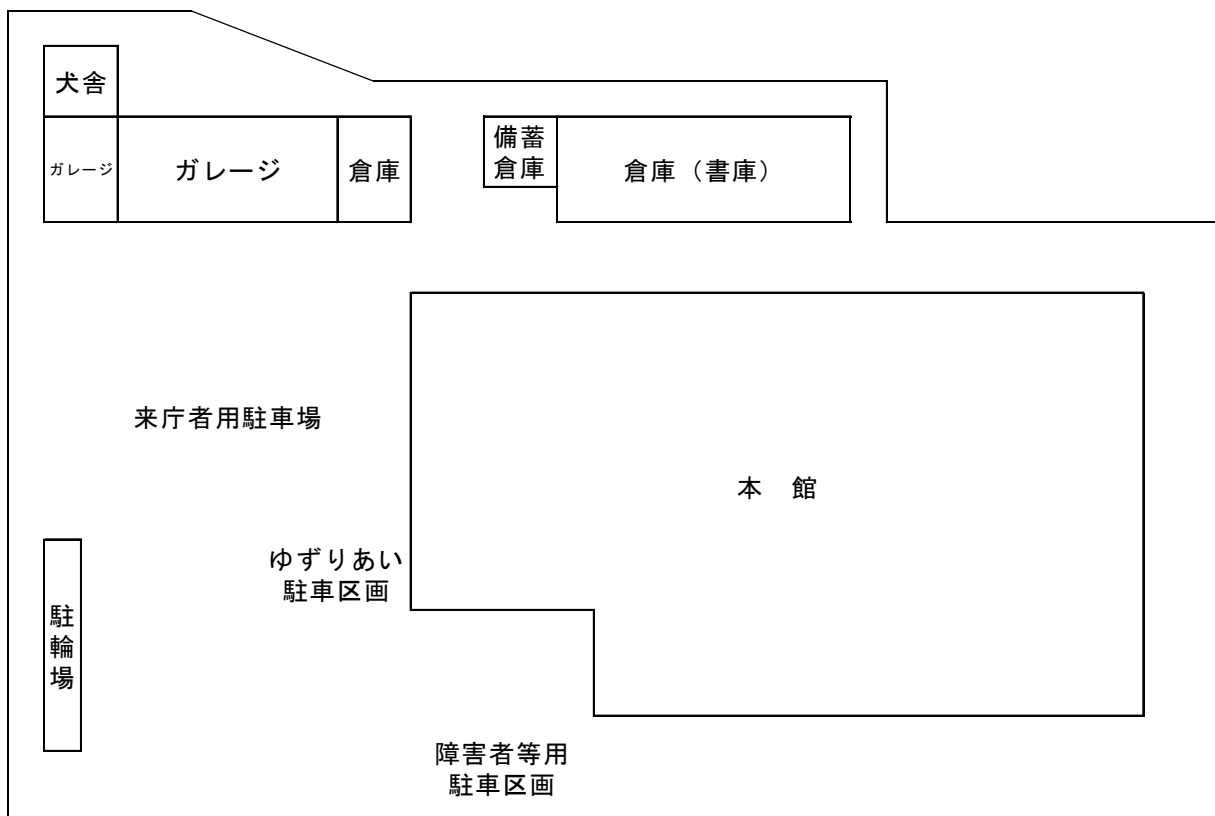 犬舎
ガレージ
ガレージ
倉庫
備蓄
倉庫
倉庫（書庫）
来庁者用駐車場
本　館
ゆずりあい
駐車区画
駐輪場
障害者等用
駐車区画